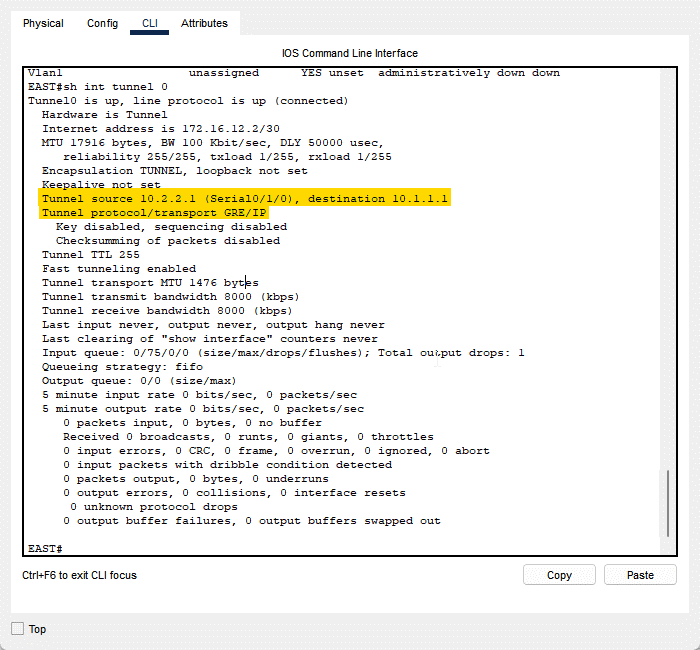 Physical Config CLI Attributes
IOS Command Line Interface
Vlan1 unassigned YES unset administratively down down
EAST#sh int tunnel 0
Tunnel0 is up, line protocol is up (connected)
Hardware is Tunnel
Internet address is 172.16.12.2/30
MTU 17916 bytes, BW 100 Kbit/sec, DLY 50000 usec,
reliability 255/255, txload 1/255, rxload 1/255
Encapsulation TUNNEL, loopback not set
Keepalive not set
Tunnel source 10.2.2.1 (Serial0/1/0), destination 10.1.1.1
Tunnel protocol/transport GRE/IP
Key disabled, sequencing disabled
Checksumming of packets disabled
Tunnel TTL 255
Fast tunneling enabled
Tunnel transport MTU 1476 bytes
Tunnel transmit bandwidth 8000 (kbps)
Tunnel receive bandwidth 8000 (kbps)
Last input never, output never, output hang never
Last clearing of "show interface" counters never
Input queue: 0/75/0/0 (size/max/drops/flushes); Total output drops: 1
Queueing strategy: fifo
Output queue: 0/0 (size/max)
5 minute input rate 0 bits/sec, 0 packets/sec
5 minute output rate 0 bits/sec, 0 packets/sec
0 packets input, 0 bytes, 0 no buffer
Received 0 broadcasts, 0 runts, 0 giants, 0 throttles
0 input errors, 0 CRC, 0 frame, 0 overrun, 0 ignored, 0 abort
0 input packets with dribble condition detected
0 packets output, 0 bytes, 0 underruns
0 output errors, 0 collisions, 0 interface resets
0 unknown protocol drops
0 output buffer failures, 0 output buffers swapped out
EAST#
Ctrl+F6 to exit CLI focus Copy Paste
Top